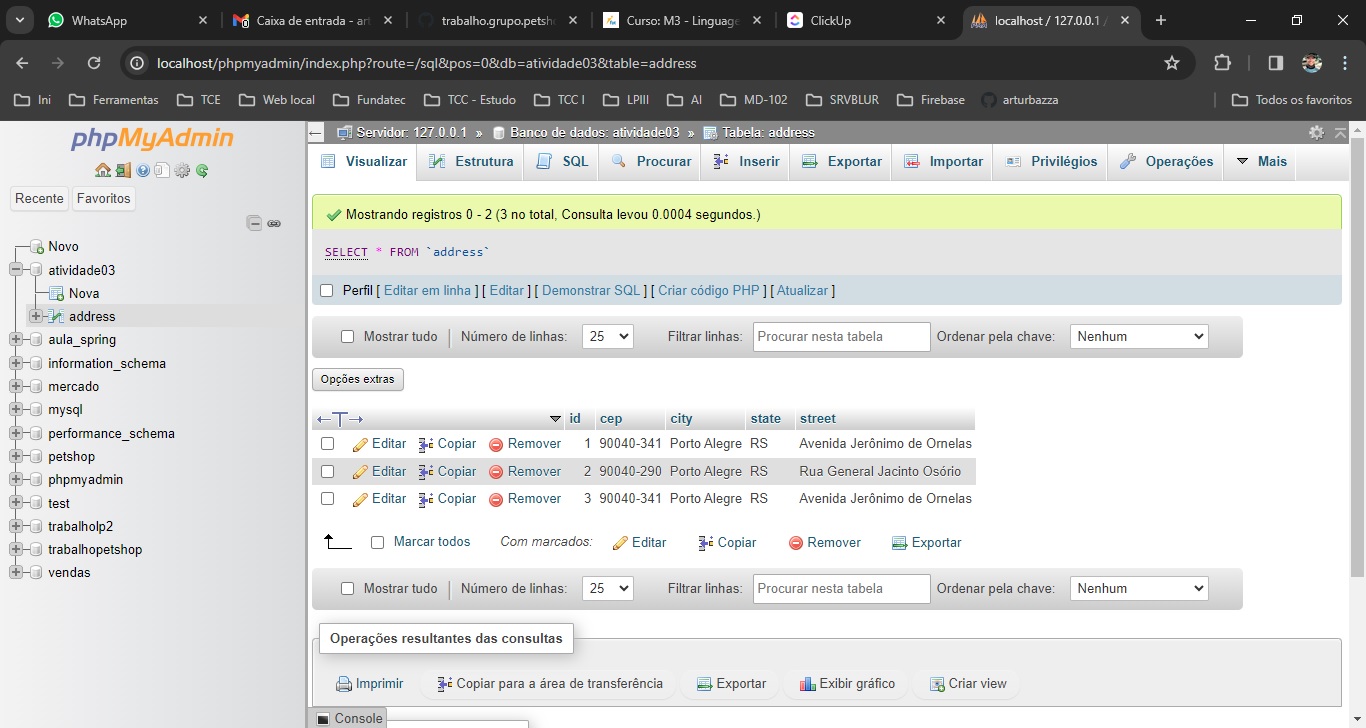 WhatsApp
Caixa de entrada - art
trabalho.grupo.petsho
Curso: M3 - Linguage
ClickUp
localhost / 127.0.0.1 /
localhost/phpmyadmin/index.php?route=/sql&pos=0&db=atividade03&table=address
Ini Ferramentas TCE Web local Fundatec TCC - Estudo TCC I LPIII AI MD-102 SRVBLUR Firebase arturbazza Todos os favoritos
phpMyAdmin
Recente Favoritos
Novo
atividade03
Nova
address
aula_spring
information_schema
mercado
mysql
performance_schema
petshop
phpmyadmin
test
trabalholp2
trabalhopetshop
vendas
Servidor: 127.0.0.1 » Banco de dados: atividade03 » Tabela: address
Visualizar Estrutura SQL Procurar Inserir Exportar Importar Privilégios Operações Mais
Mostrando registros 0 - 2 (3 no total, Consulta levou 0.0004 segundos.)
SELECT * FROM `address`
Perfil [ Editar em linha ] [ Editar ] [ Demonstrar SQL ] [ Criar código PHP ] [ Atualizar ]
Mostrar tudo Número de linhas: 25 Filtrar linhas: Procurar nesta tabela Ordenar pela chave: Nenhum
Opções extras
←T→ id cep city state street
Editar Copiar Remover 1 90040-341 Porto Alegre RS Avenida Jerônimo de Ornelas
Editar Copiar Remover 2 90040-290 Porto Alegre RS Rua General Jacinto Osório
Editar Copiar Remover 3 90040-341 Porto Alegre RS Avenida Jerônimo de Ornelas
Marcar todos Com marcados: Editar Copiar Remover Exportar
Mostrar tudo Número de linhas: 25 Filtrar linhas: Procurar nesta tabela Ordenar pela chave: Nenhum
Operações resultantes das consultas
Imprimir Copiar para a área de transferência Exportar Exibir gráfico Criar view
Console